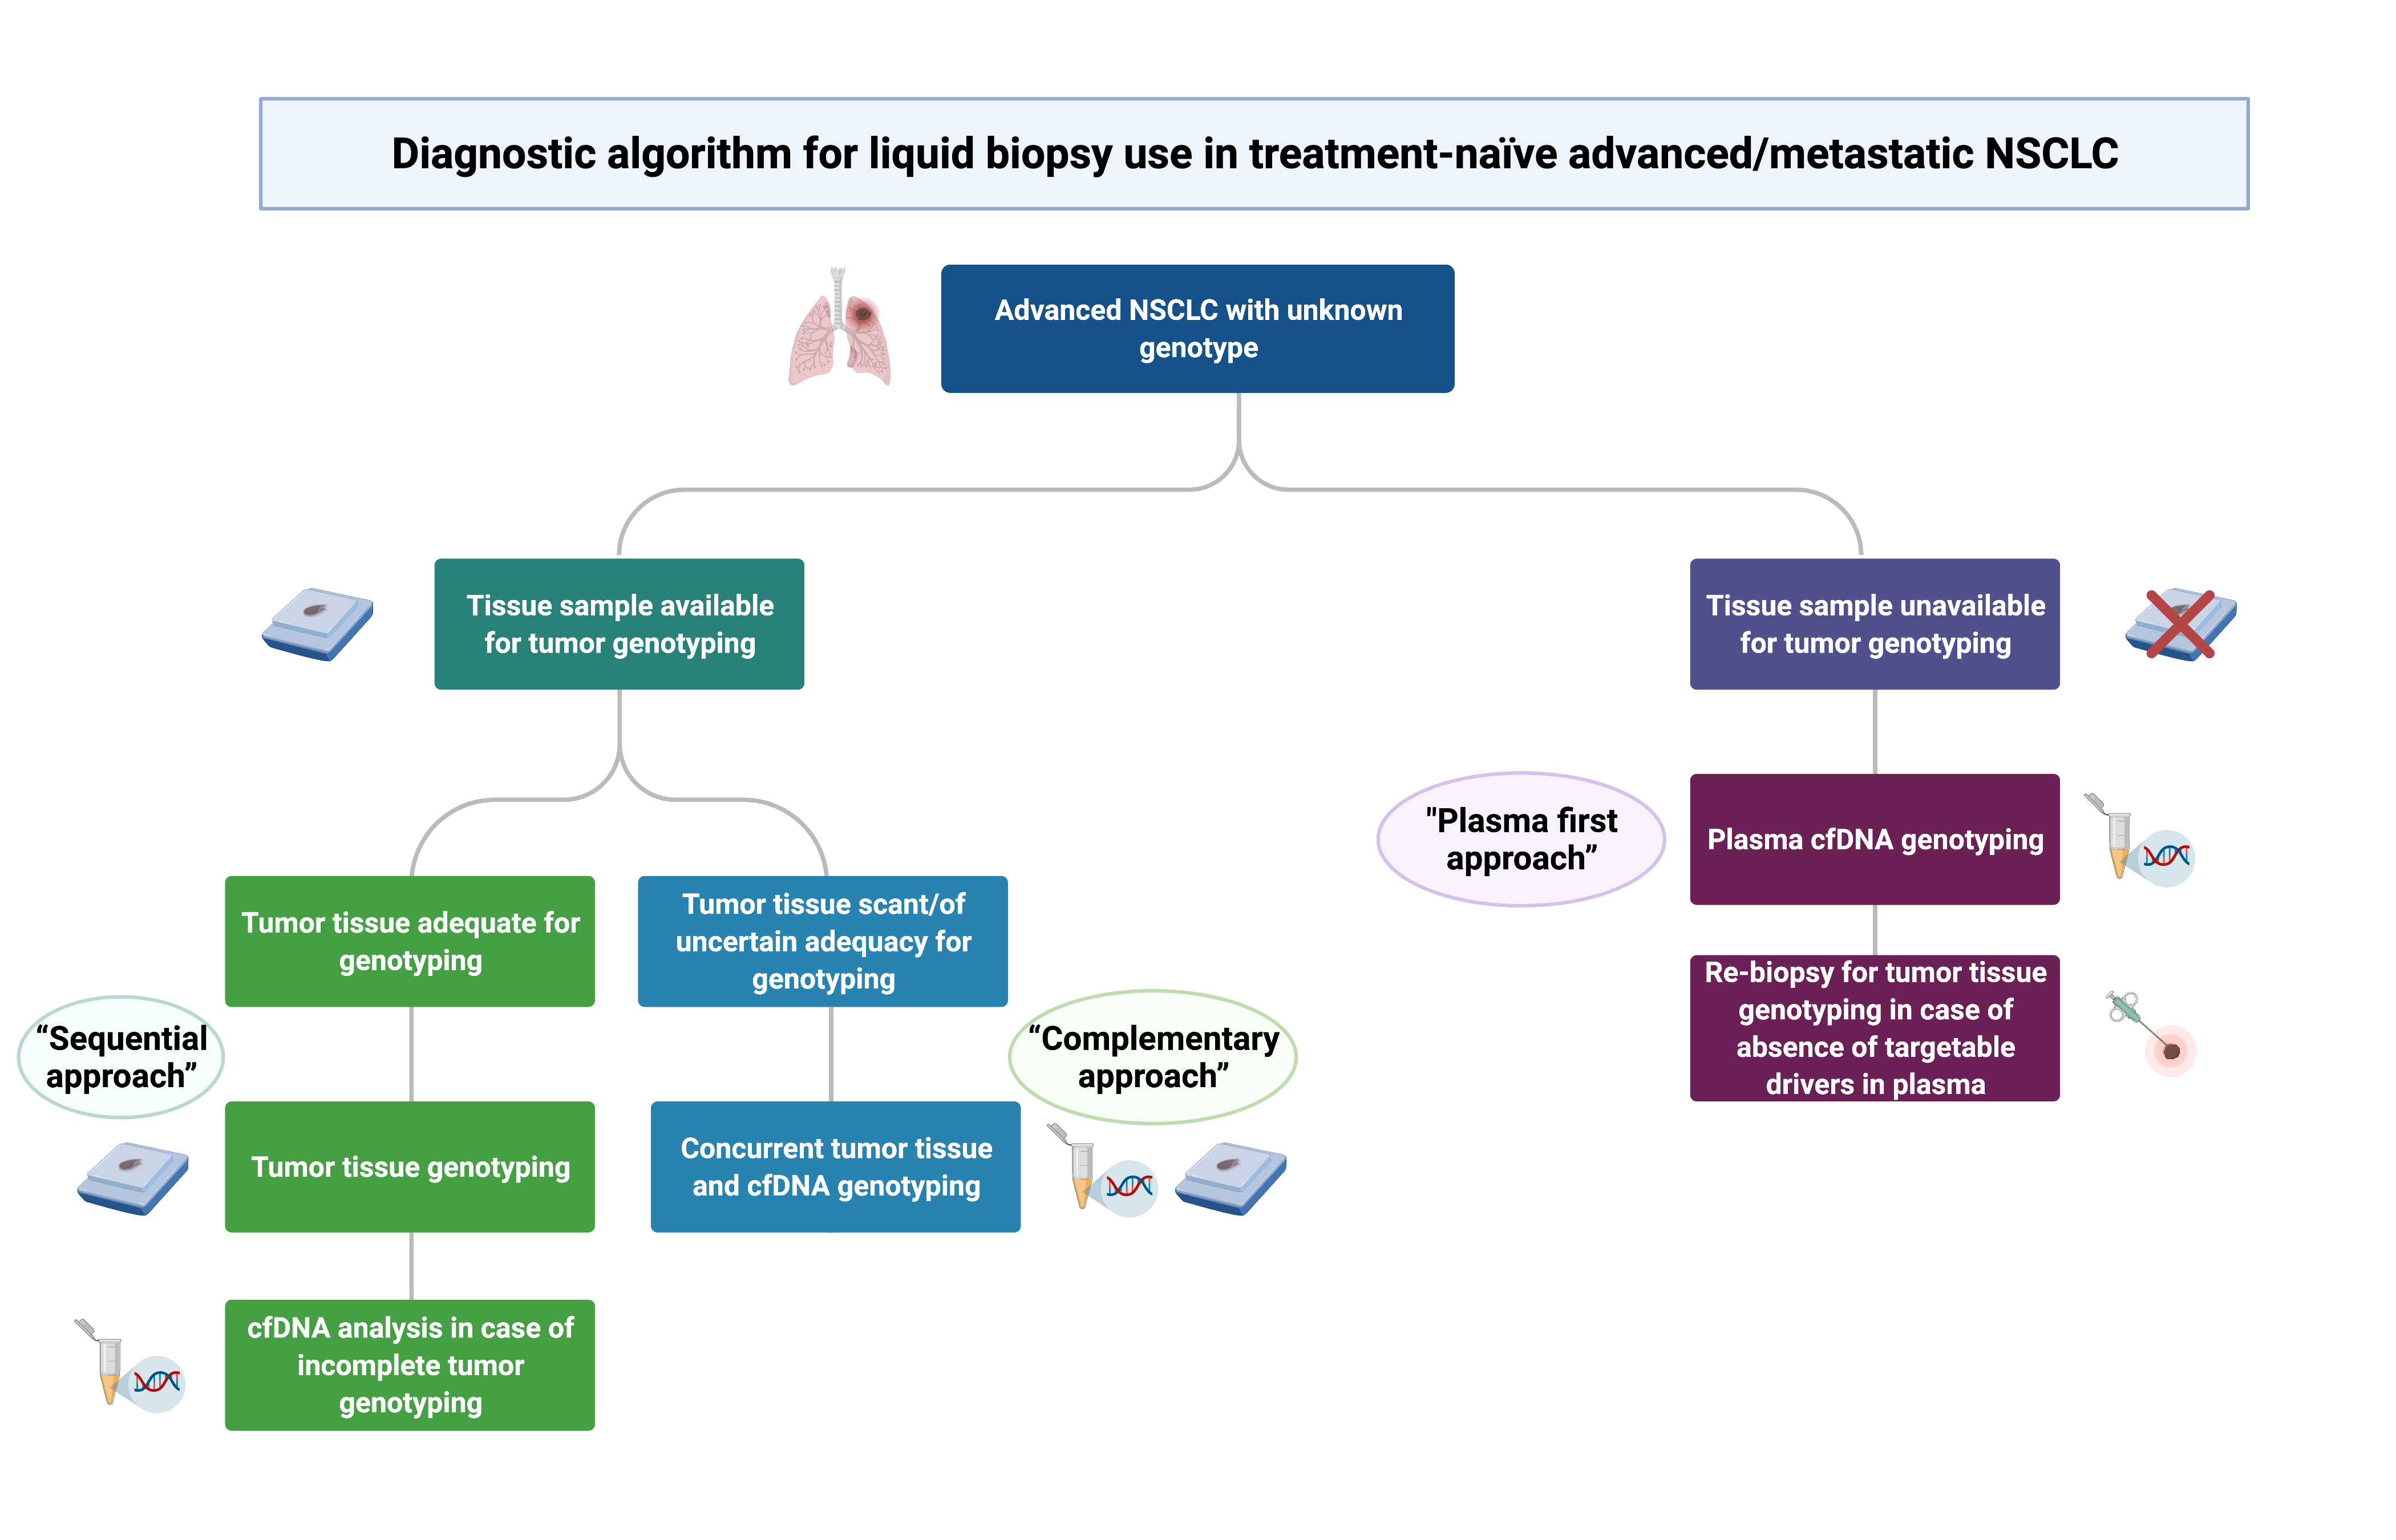 Diagnostic algorithm for liquid biopsy use in treatment-naïve advanced/metastatic NSCLC
Advanced NSCLC with unknown
genotype
Tissue sample available
for tumor genotyping
Tissue sample unavailable
for tumor genotyping
"Plasma first
approach”
Plasma cfDNA genotyping
Tumor tissue adequate for
genotyping
Tumor tissue scant/of
uncertain adequacy for
genotyping
Re-biopsy for tumor tissue
genotyping in case of
absence of targetable
drivers in plasma
“Sequential
approach”
“Complementary
approach”
Tumor tissue genotyping
Concurrent tumor tissue
and cfDNA genotyping
cfDNA analysis in case of
incomplete tumor
genotyping